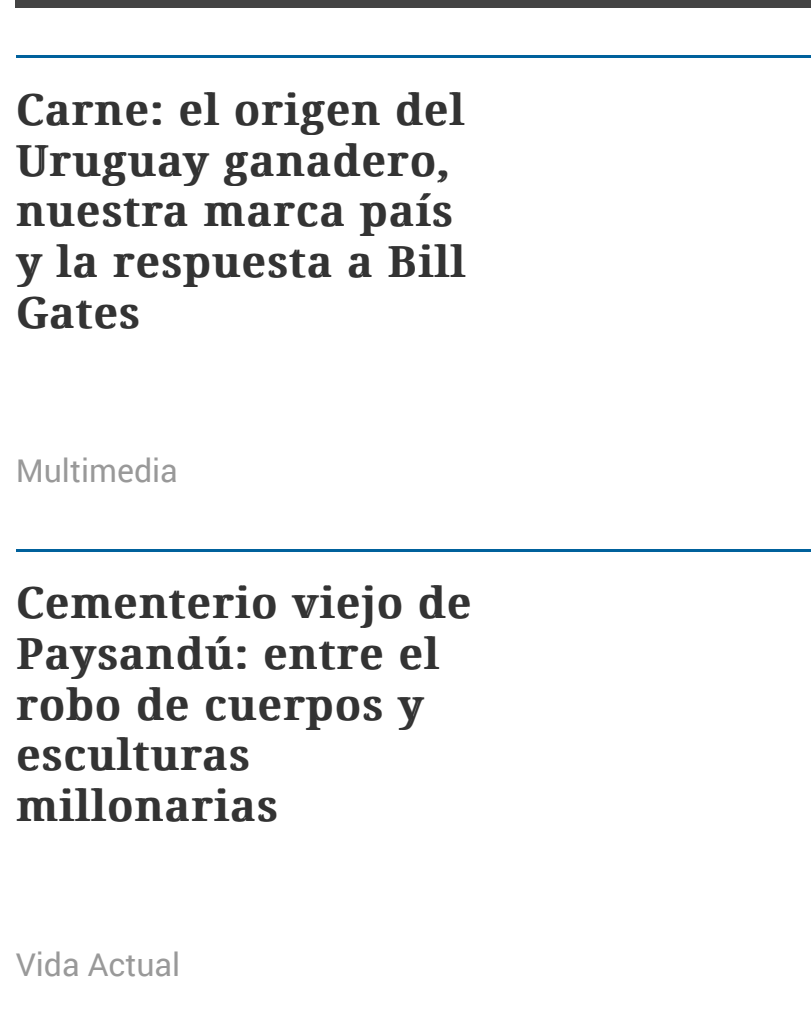 Carne: el origen del
Uruguay ganadero,
nuestra marca país
y la respuesta a Bill
Gates
Multimedia
Cementerio viejo de
Paysandú: entre el
robo de cuerpos y
esculturas
millonarias
Vida Actual